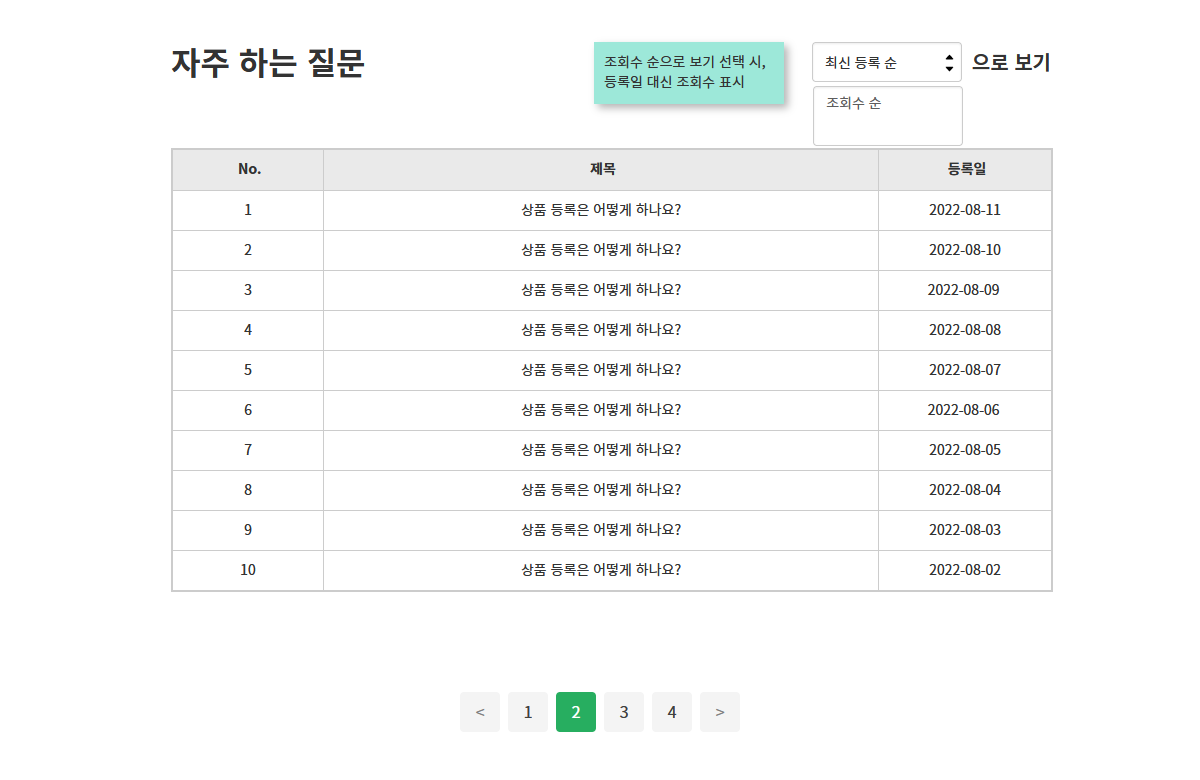 자주 하는 질문
조회수 순으로 보기 선택 시,
등록일 대신 조회수 표시
최신 등록 순 으로 보기
조회수 순
No. 제목 등록일
1 상품 등록은 어떻게 하나요? 2022-08-11
2 상품 등록은 어떻게 하나요? 2022-08-10
3 상품 등록은 어떻게 하나요? 2022-08-09
4 상품 등록은 어떻게 하나요? 2022-08-08
5 상품 등록은 어떻게 하나요? 2022-08-07
6 상품 등록은 어떻게 하나요? 2022-08-06
7 상품 등록은 어떻게 하나요? 2022-08-05
8 상품 등록은 어떻게 하나요? 2022-08-04
9 상품 등록은 어떻게 하나요? 2022-08-03
10 상품 등록은 어떻게 하나요? 2022-08-02
< 1 2 3 4 >